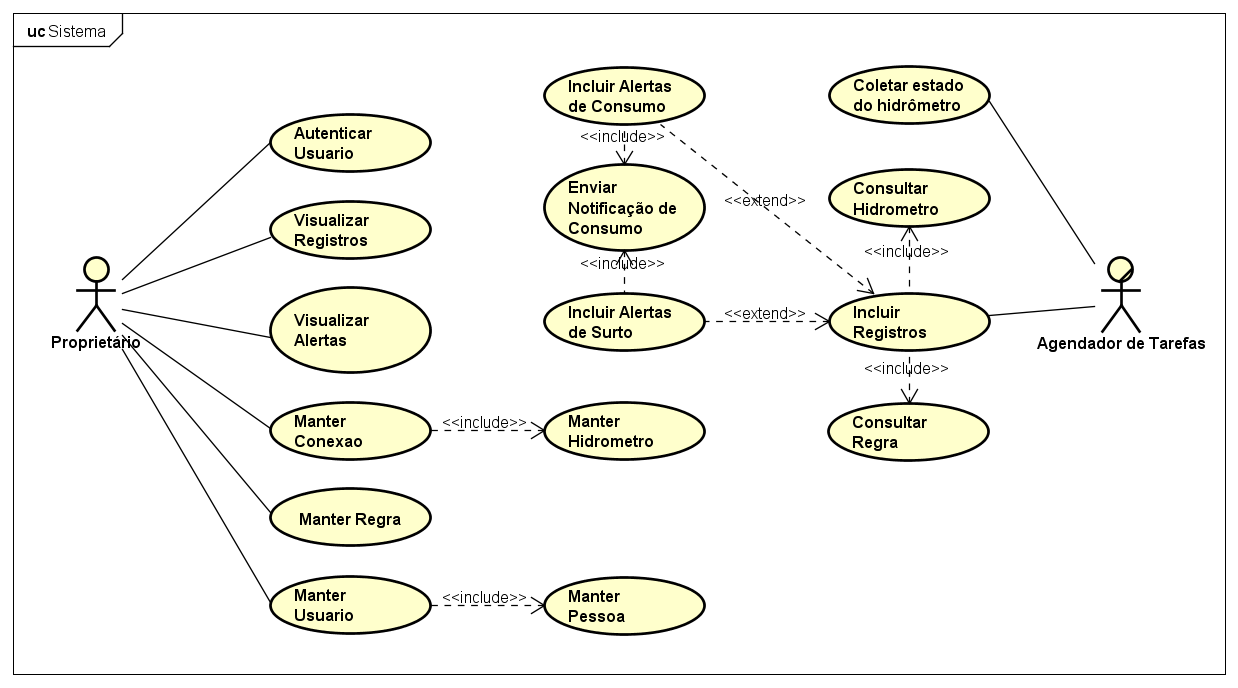 uc Sistema
Incluir Alertas
de Consumo
Coletar estado
do hidrômetro
Autenticar
Usuario
<<include>>
Enviar
Notificação de
Consumo
<<extend>>
Consultar
Hidrometro
Visualizar
Registros
<<include>>
<<include>>
Visualizar
Alertas
Incluir Alertas
de Surto
<<extend>>
Incluir
Registros
Proprietário
Agendador de Tarefas
<<include>>
Manter
Conexao
<<include>>
Manter
Hidrometro
Consultar
Regra
Manter Regra
Manter
Usuario
<<include>>
Manter
Pessoa